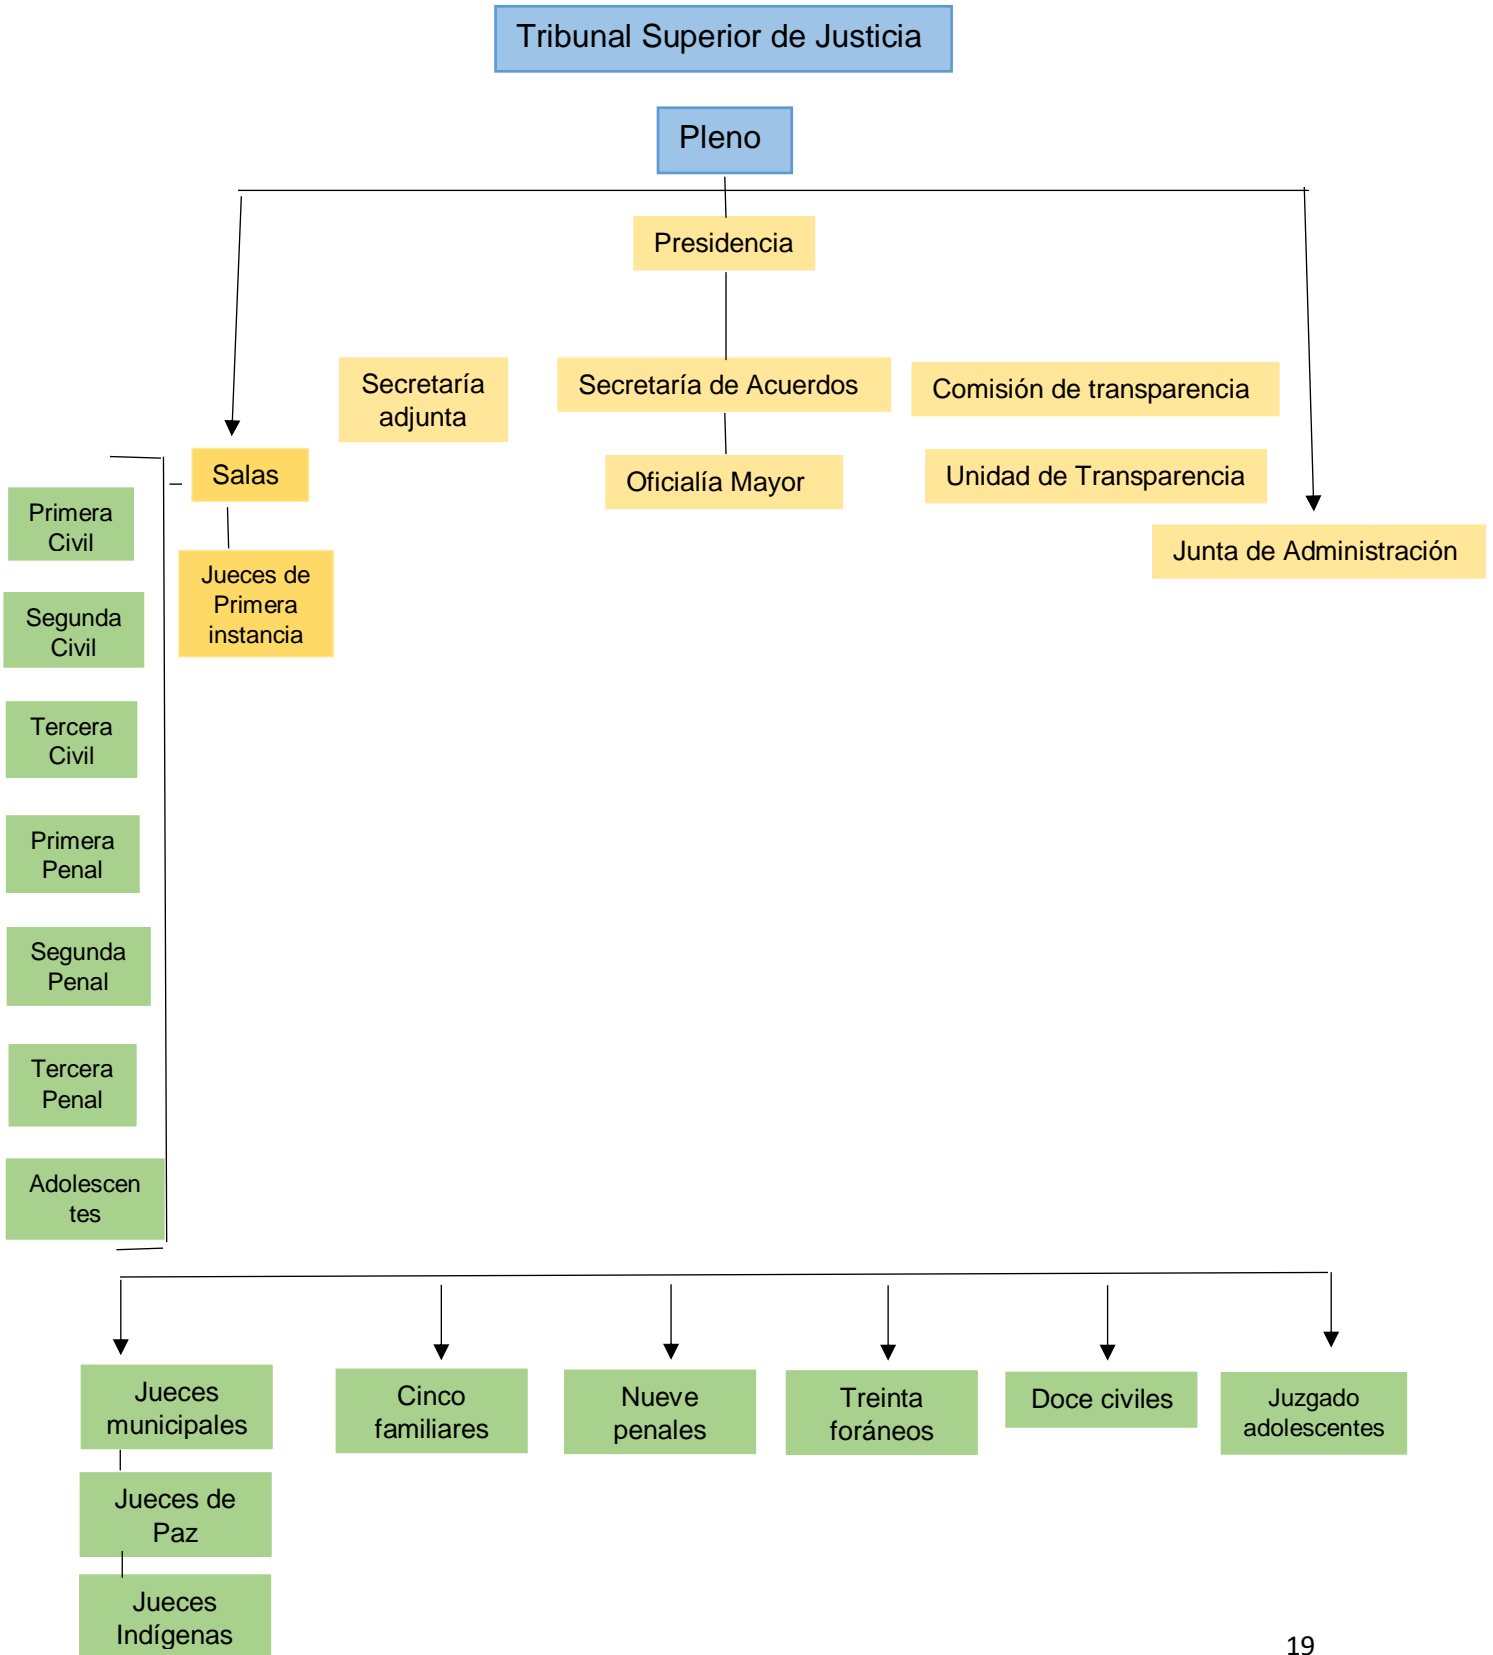 Tribunal Superior de Justicia
Pleno
Presidencia
Secretaría
adjunta
Secretaría de Acuerdos
Comisión de transparencia
Salas
Oficialía Mayor
Unidad de Transparencia
Junta de Administración
Jueces de
Primera
instancia
Primera
Civil
Segunda
Civil
Tercera
Civil
Primera
Penal
Segunda
Penal
Tercera
Penal
Adolescen
tes
Jueces
municipales
Cinco
familiares
Nueve
penales
Treinta
foráneos
Doce civiles
Juzgado
adolescentes
Jueces de
Paz
Jueces
Indígenas
19